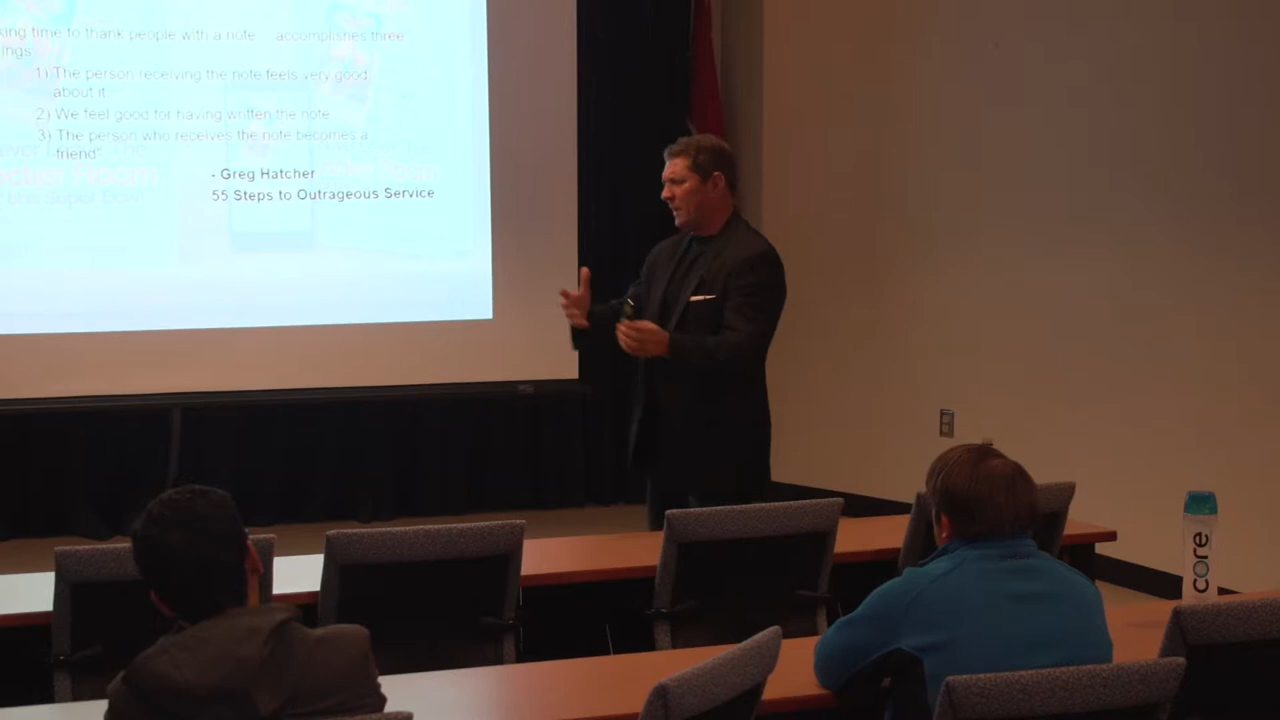 king time to thank people with a note accomplishes three
ings
1) The person receiving the note feels very good
about it
2) We feel good for having written the note
3) The person who receives the note becomes a
friend"
- Greg Hatcher
55 Steps to Outrageous Service
core